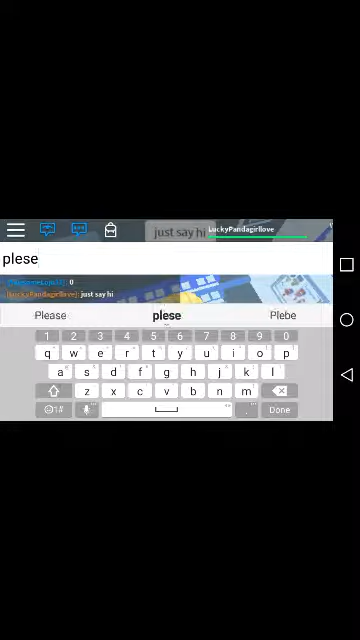 just say hi
LuckyPandagirllove
plese
[LuckyPandagirllove]: just say hi
Please plese Plebe
1 2 3 4 5 6 7 8 9 0
q w e r t y u i o p
a s d f g h j k l
z x c v b n m
1# Done